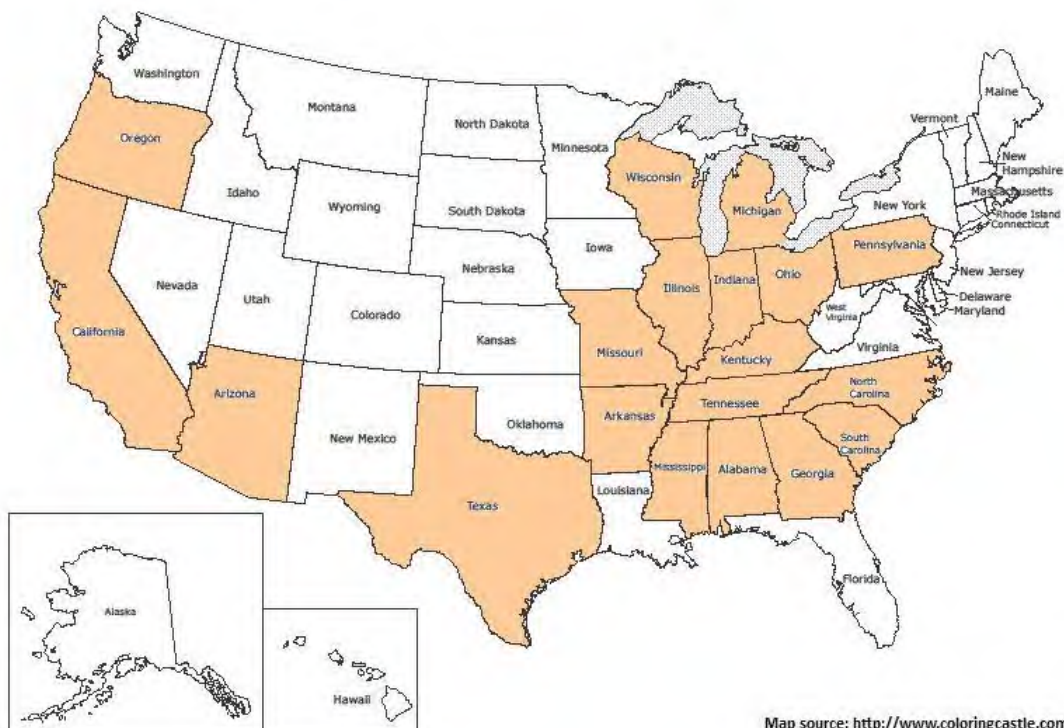 Washington
Montana
North Dakota
Minnesota
Maine
Vermont
New
Hampshire
Massachusetts
Rhode Island
Connecticut
New York
Oregon
Idaho
Wyoming
South Dakota
Wisconsin
Michigan
Iowa
Nebraska
Pennsylvania
New Jersey
Delaware
Maryland
Nevada
Utah
Colorado
Kansas
Illinois
Indiana
Ohio
West
Virginia
Virginia
California
Missouri
Kentucky
Arizona
New Mexico
Oklahoma
Arkansas
Tennessee
North
Carolina
South
Carolina
Texas
Louisiana
Mississippi
Alabama
Georgia
Florida
Alaska
Hawaii
Map source: http://www.coloringcastle.com